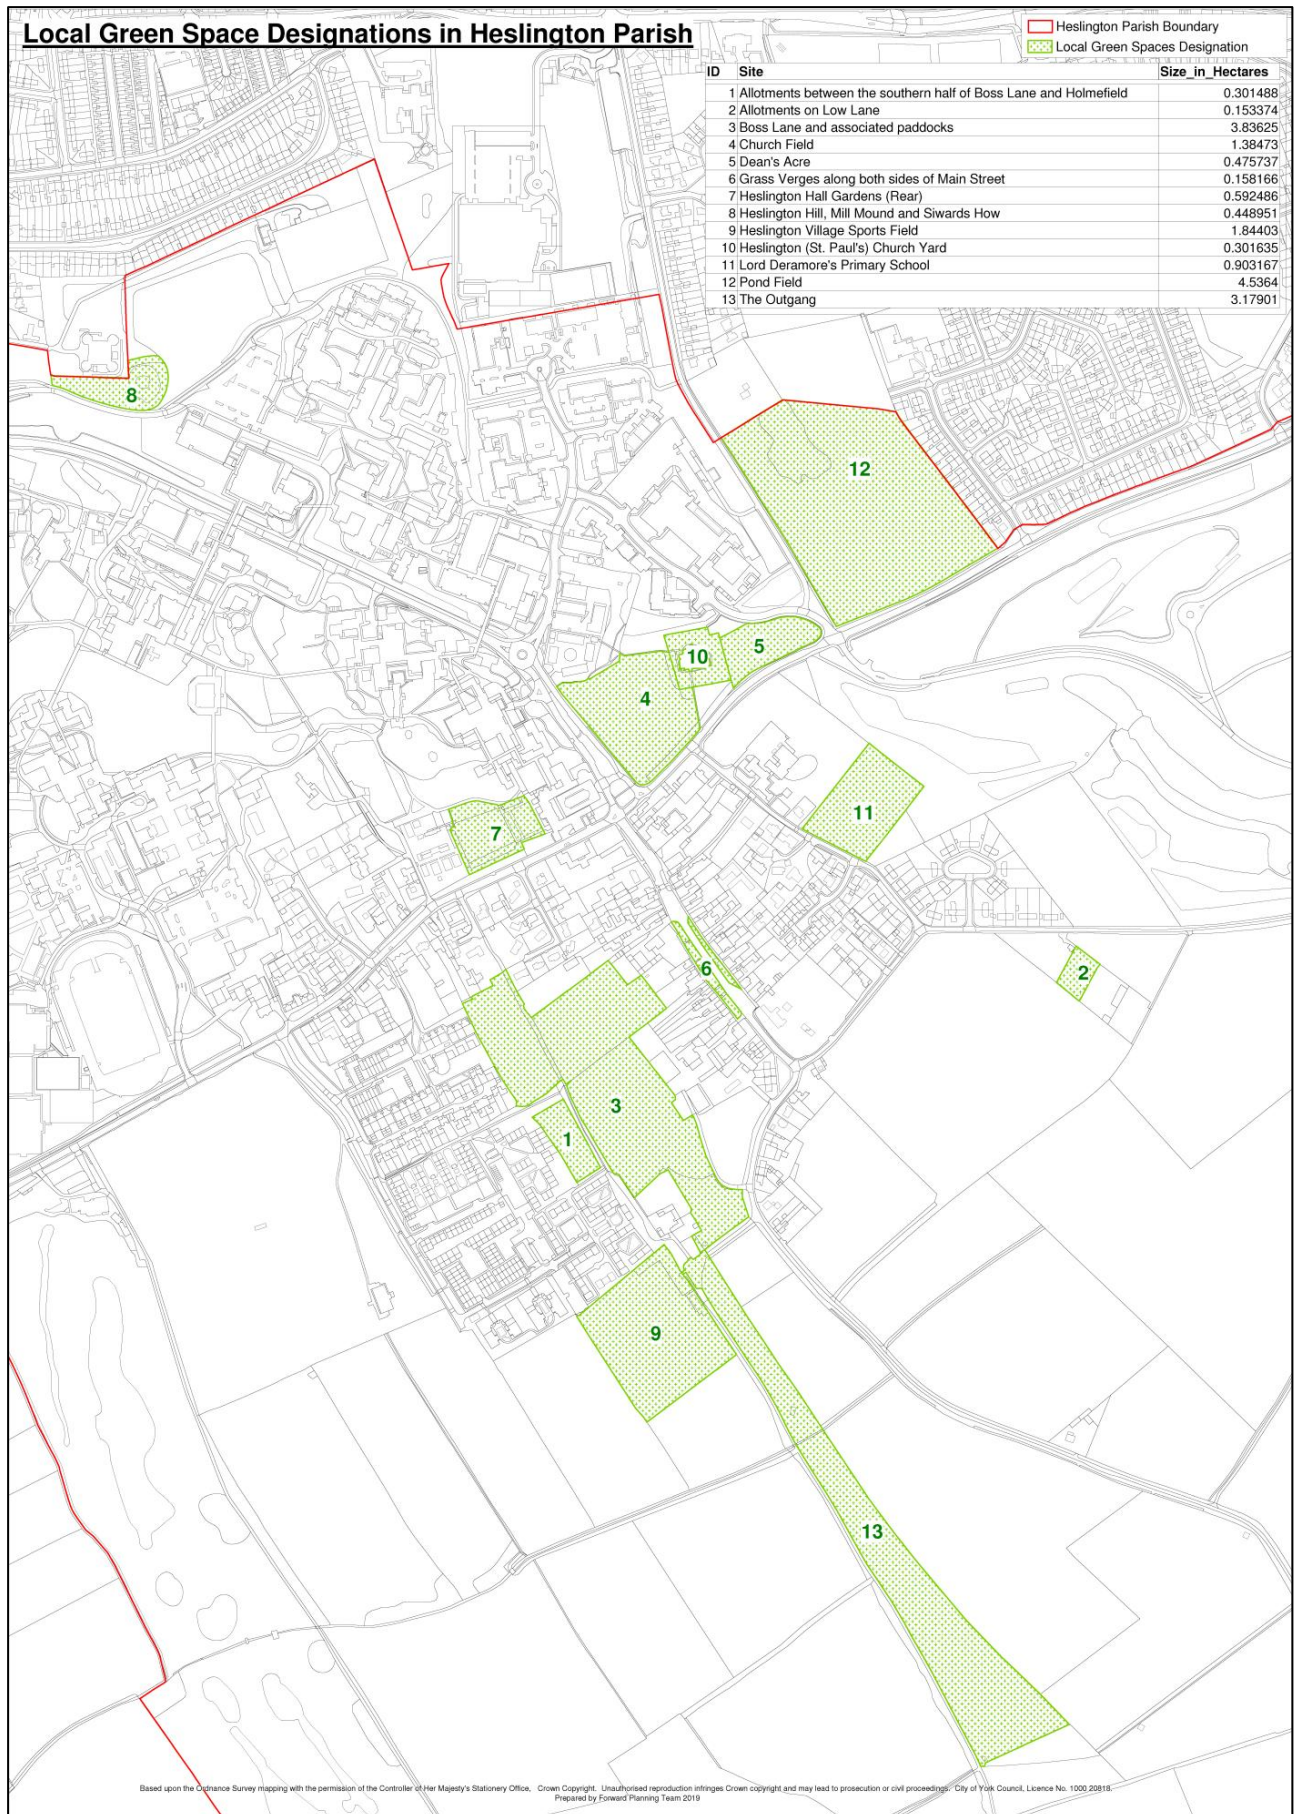 Local Green Space Designations in Heslington Parish
Heslington Parish Boundary
Local Green Spaces Designation
ID Site Size_in_Hectares
1 Allotments between the southern half of Boss Lane and Holmefield 0.301488
2 Allotments on Low Lane 0.153374
3 Boss Lane and associated paddocks 3.83625
4 Church Field 1.38473
5 Dean's Acre 0.475737
6 Grass Verges along both sides of Main Street 0.158166
7 Heslington Hall Gardens (Rear) 0.592486
8 Heslington Hill, Mill Mound and Siwards How 0.448951
9 Heslington Village Sports Field 1.84403
10 Heslington (St. Paul's) Church Yard 0.301635
11 Lord Deramore's Primary School 0.903167
12 Pond Field 4.5364
13 The Outgang 3.17901
8
12
10
5
4
11
7
6
2
3
1
9
13
Based upon the Ordnance Survey mapping with the permission of the Controller of Her Majesty's Stationery Office, Crown Copyright. Unauthorised reproduction infringes Crown copyright and may lead to prosecution or civil proceedings. City of York Council, Licence No. 1000 20818.
Prepared by Forward Planning Team 2019